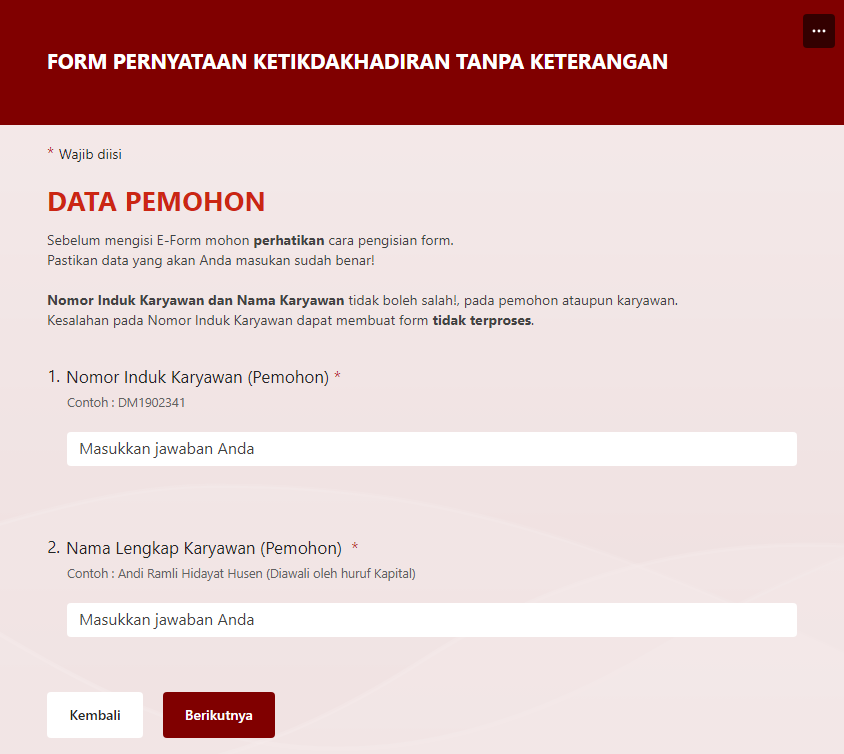 FORM PERNYATAAN KETIKDAKHADIRAN TANPA KETERANGAN
...
* Wajib diisi
DATA PEMOHON
Sebelum mengisi E-Form mohon perhatikan cara pengisian form.
Pastikan data yang akan Anda masukan sudah benar!
Nomor Induk Karyawan dan Nama Karyawan tidak boleh salah!, pada pemohon ataupun karyawan.
Kesalahan pada Nomor Induk Karyawan dapat membuat form tidak terproses.
1. Nomor Induk Karyawan (Pemohon) *
Contoh : DM1902341
Masukkan jawaban Anda
2. Nama Lengkap Karyawan (Pemohon) *
Contoh : Andi Ramli Hidayat Husen (Diawali oleh huruf Kapital)
Masukkan jawaban Anda
Kembali Berikutnya